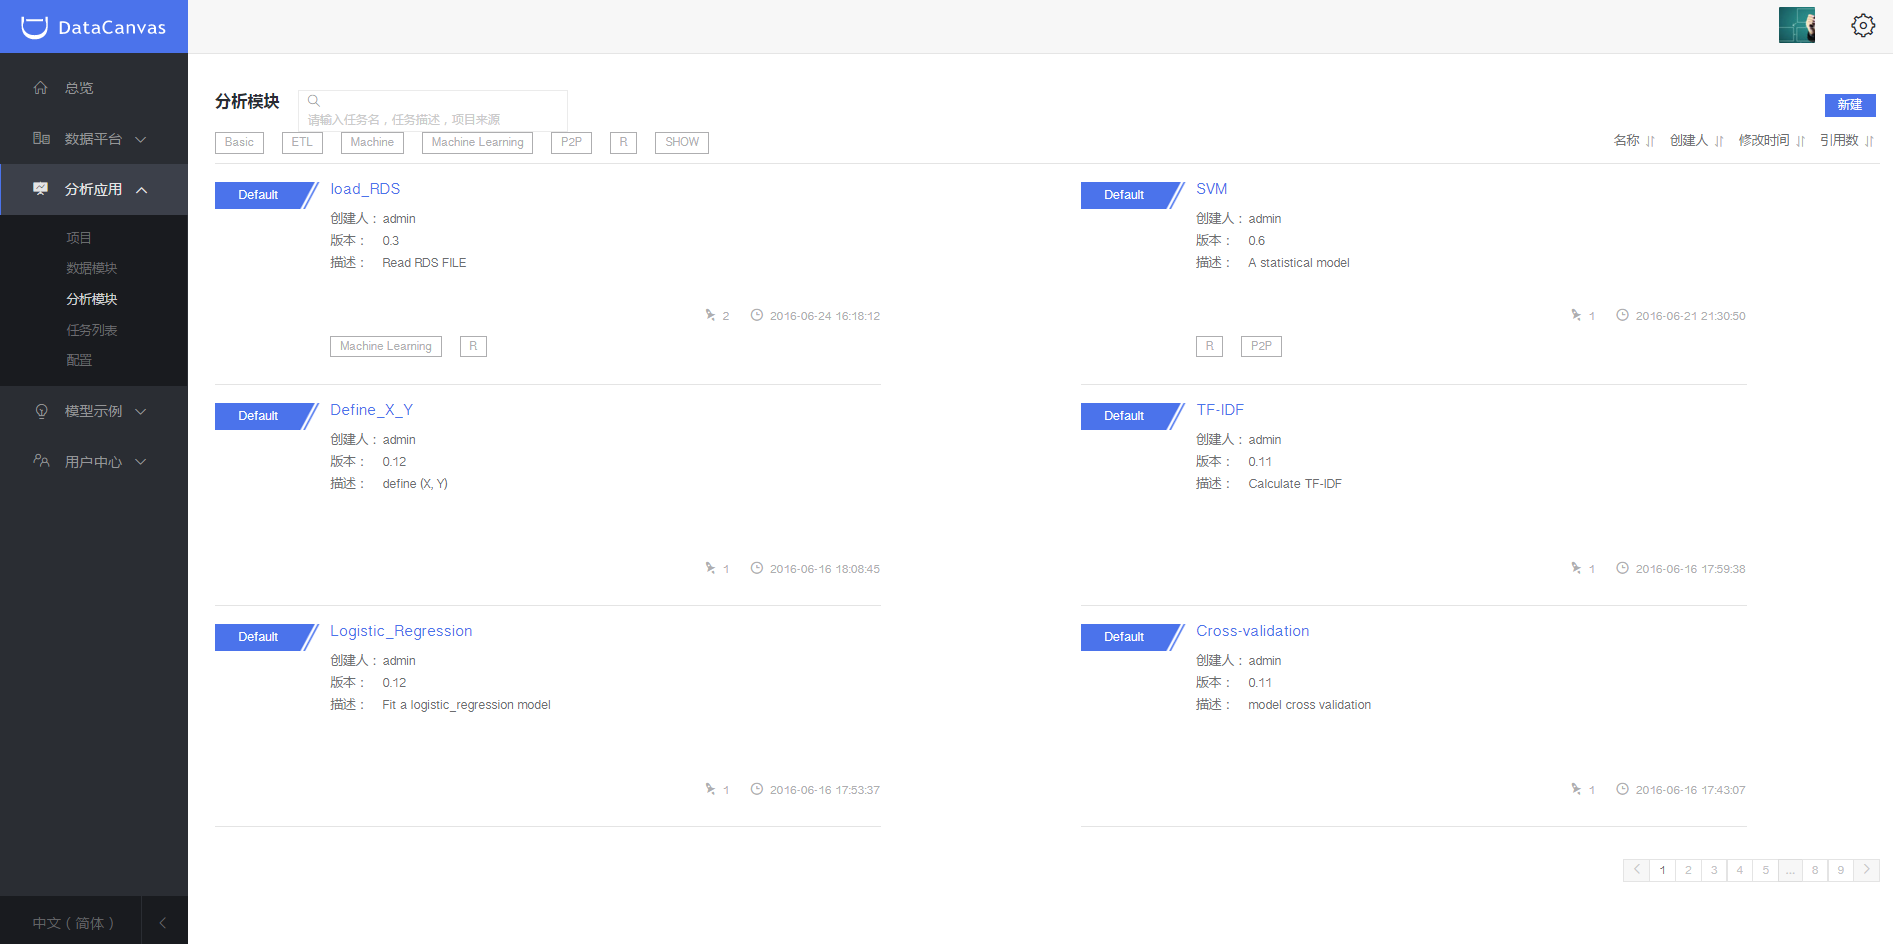 DataCanvas
总览
数据平台
分析应用
项目
数据模块
分析模块
任务列表
配置
模型示例
用户中心
中文（简体）
分析模块
请输入任务名，任务描述，项目来源
新建
Basic ETL Machine Machine Learning P2P R SHOW
名称 创建人 修改时间 引用数
Default load_RDS
创建人：admin
版本： 0.3
描述： Read RDS FILE
2 2016-06-24 16:18:12
Machine Learning R
Default SVM
创建人：admin
版本： 0.6
描述： A statistical model
1 2016-06-21 21:30:50
R P2P
Default Define_X_Y
创建人：admin
版本： 0.12
描述： define (X, Y)
1 2016-06-16 18:08:45
Default TF-IDF
创建人：admin
版本： 0.11
描述： Calculate TF-IDF
1 2016-06-16 17:59:38
Default Logistic_Regression
创建人：admin
版本： 0.12
描述： Fit a logistic_regression model
1 2016-06-16 17:53:37
Default Cross-validation
创建人：admin
版本： 0.11
描述： model cross validation
1 2016-06-16 17:43:07
1 2 3 4 5 ... 8 9